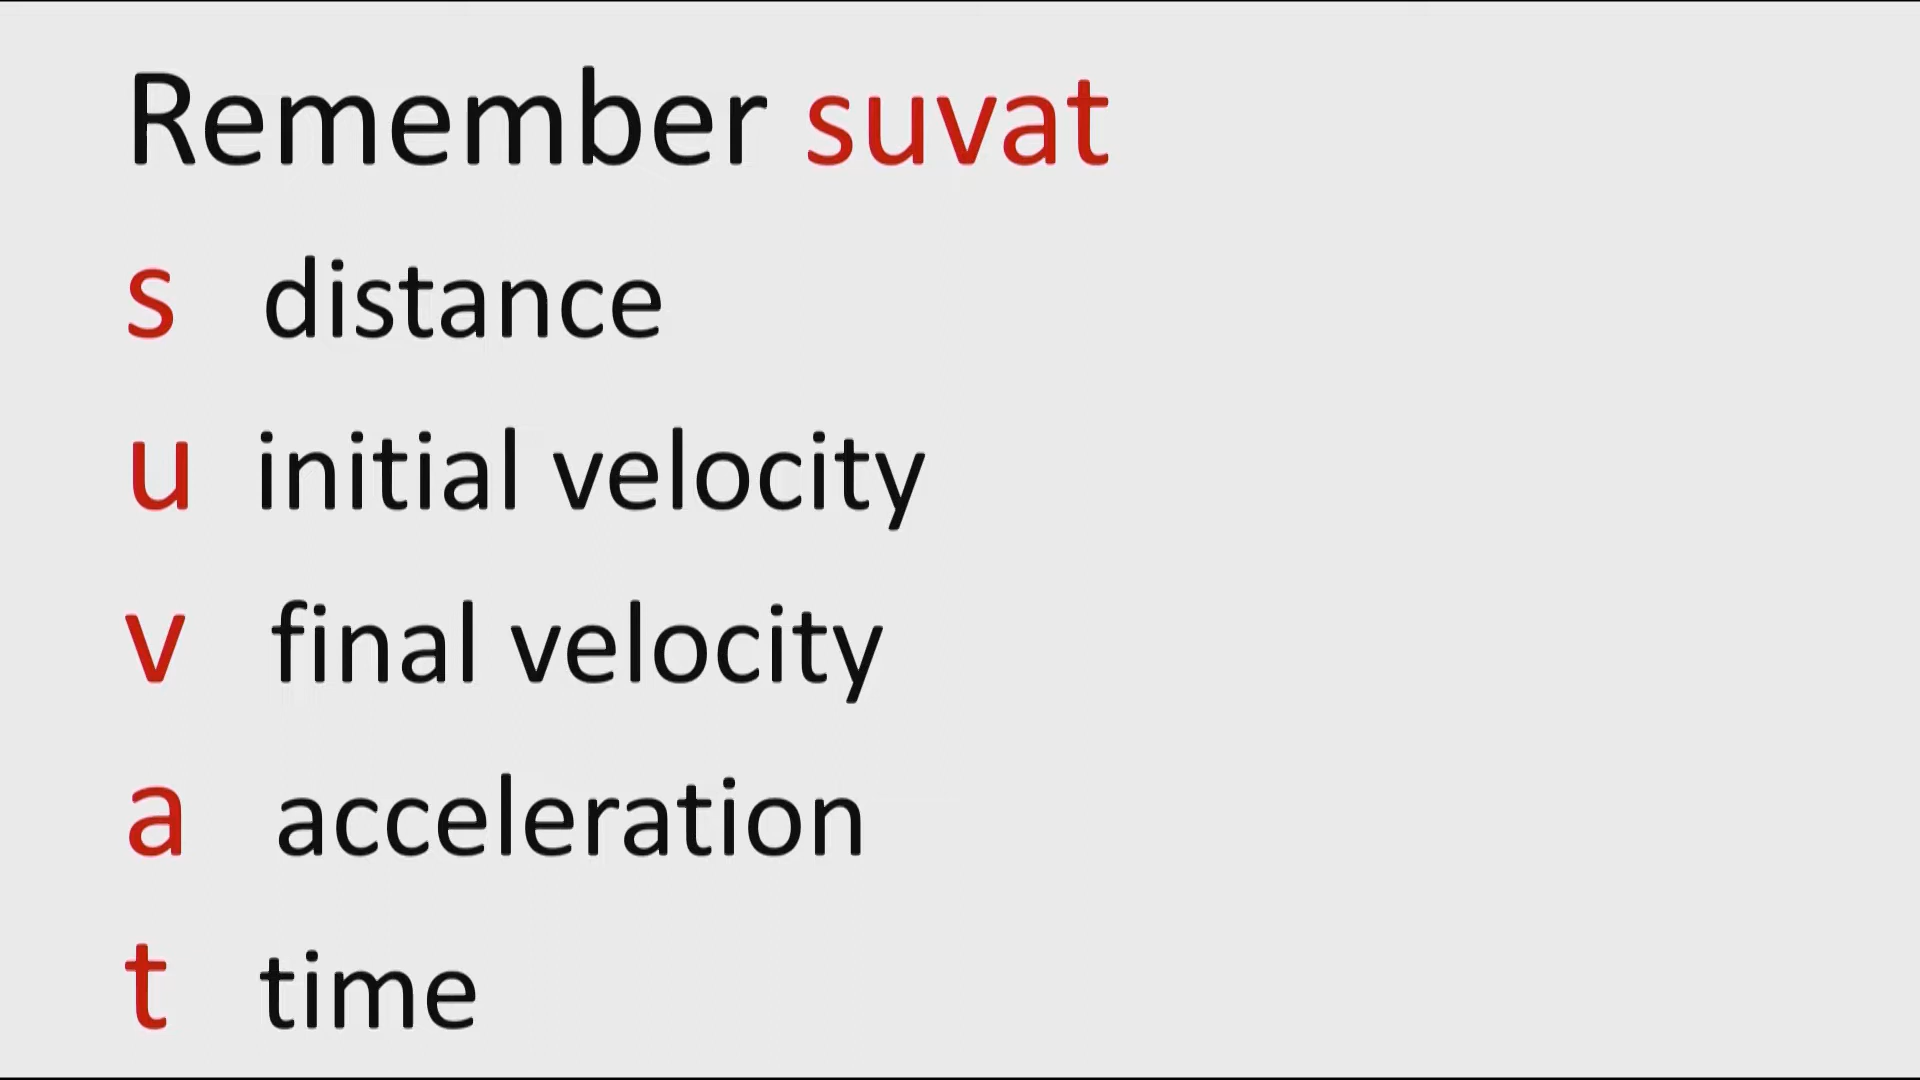 Remember suvat
s distance
u initial velocity
v final velocity
a acceleration
t time